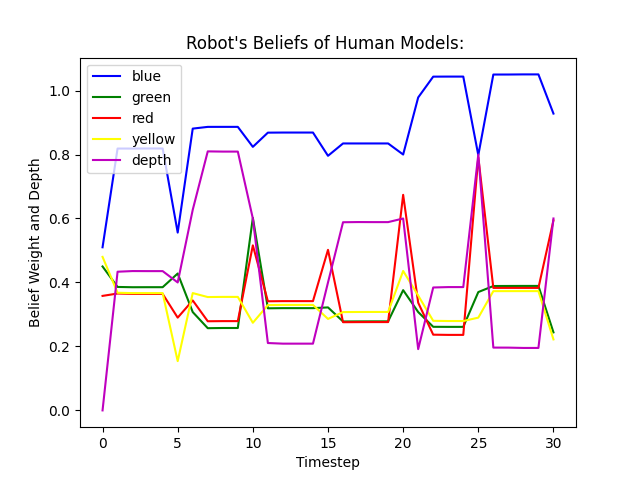 Robot's Beliefs of Human Models:
blue
green
red
yellow
depth
Belief Weight and Depth
1.0
0.8
0.6
0.4
0.2
0.0
0 5 10 15 20 25 30
Timestep